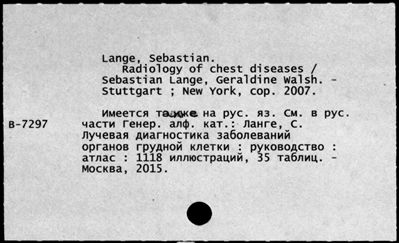 Lange, Sebastian.
Radiology of chest diseases /
Sebastian Lange, Geraldine Walsh. -
Stuttgart ; New York, cop. 2007.
Имеется также на рус. яз. См. в рус.
B-7297 части Генер. алф. кат.: Ланге, С.
Лучевая диагностика заболеваний
органов грудной клетки : руководство :
атлас : 1118 иллюстраций, 35 таблиц. -
Москва, 2015.